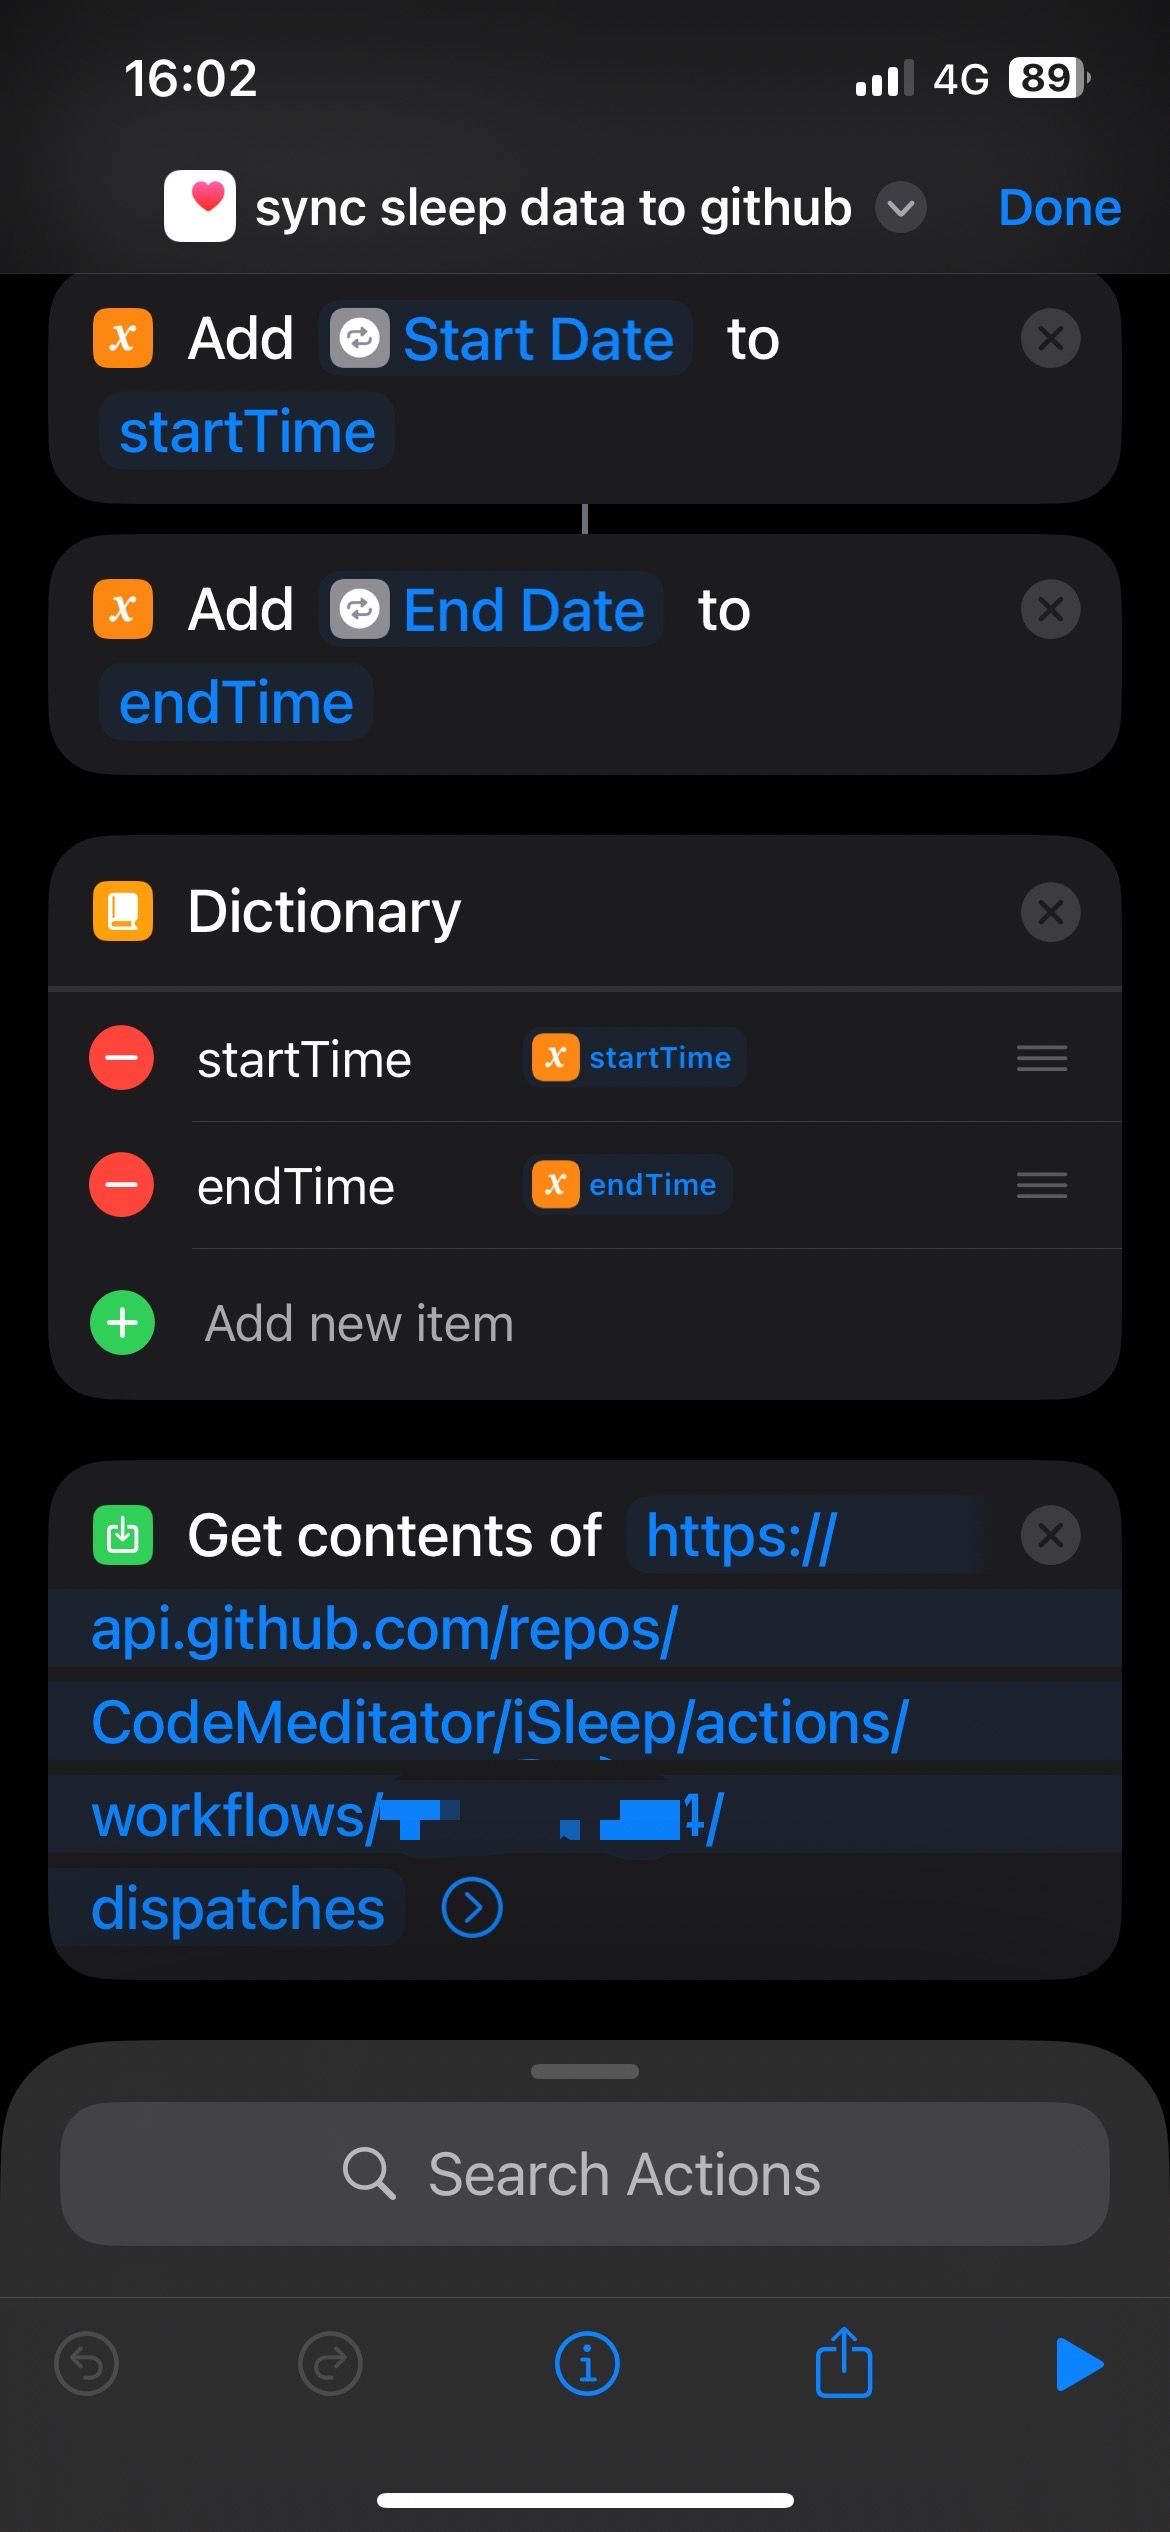 16:02
4G 89
sync sleep data to github
Done
Add Start Date to
startTime
Add End Date to
endTime
Dictionary
startTime startTime
endTime endTime
Add new item
Get contents of https://
api.github.com/repos/
CodeMeditator/iSleep/actions/
workflows/
dispatches
Search Actions